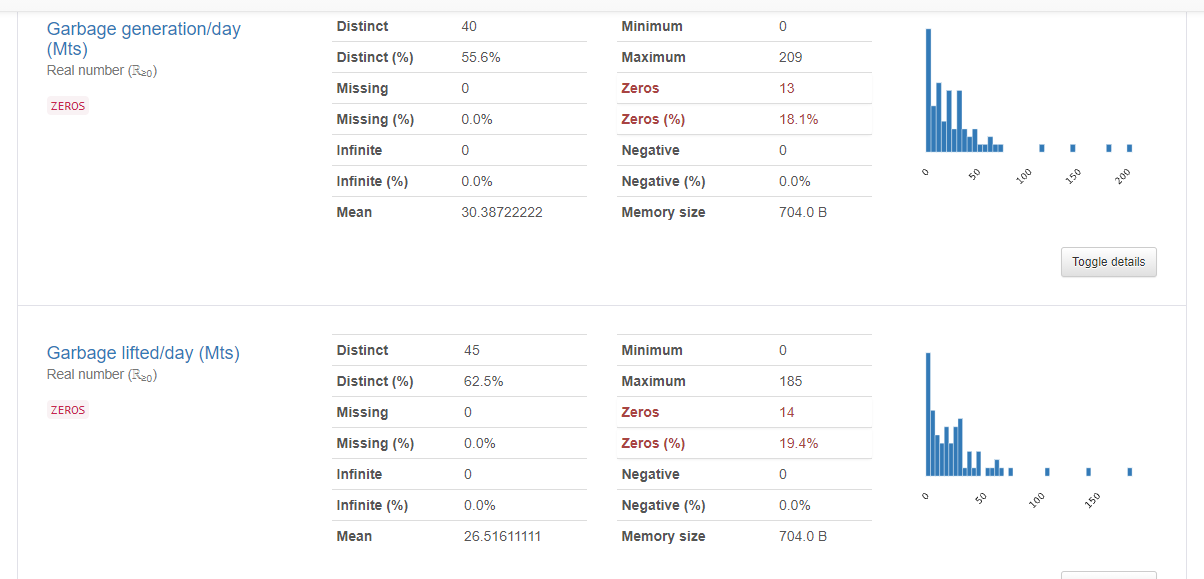 Garbage generation/day
(Mts)
Real number (ℝ≥0)
ZEROS
Distinct 40
Distinct (%) 55.6%
Missing 0
Missing (%) 0.0%
Infinite 0
Infinite (%) 0.0%
Mean 30.38722222
Minimum 0
Maximum 209
Zeros 13
Zeros (%) 18.1%
Negative 0
Negative (%) 0.0%
Memory size 704.0 B
0 50 100 150 200
Toggle details
Garbage lifted/day (Mts)
Real number (ℝ≥0)
ZEROS
Distinct 45
Distinct (%) 62.5%
Missing 0
Missing (%) 0.0%
Infinite 0
Infinite (%) 0.0%
Mean 26.51611111
Minimum 0
Maximum 185
Zeros 14
Zeros (%) 19.4%
Negative 0
Negative (%) 0.0%
Memory size 704.0 B
0 50 100 150